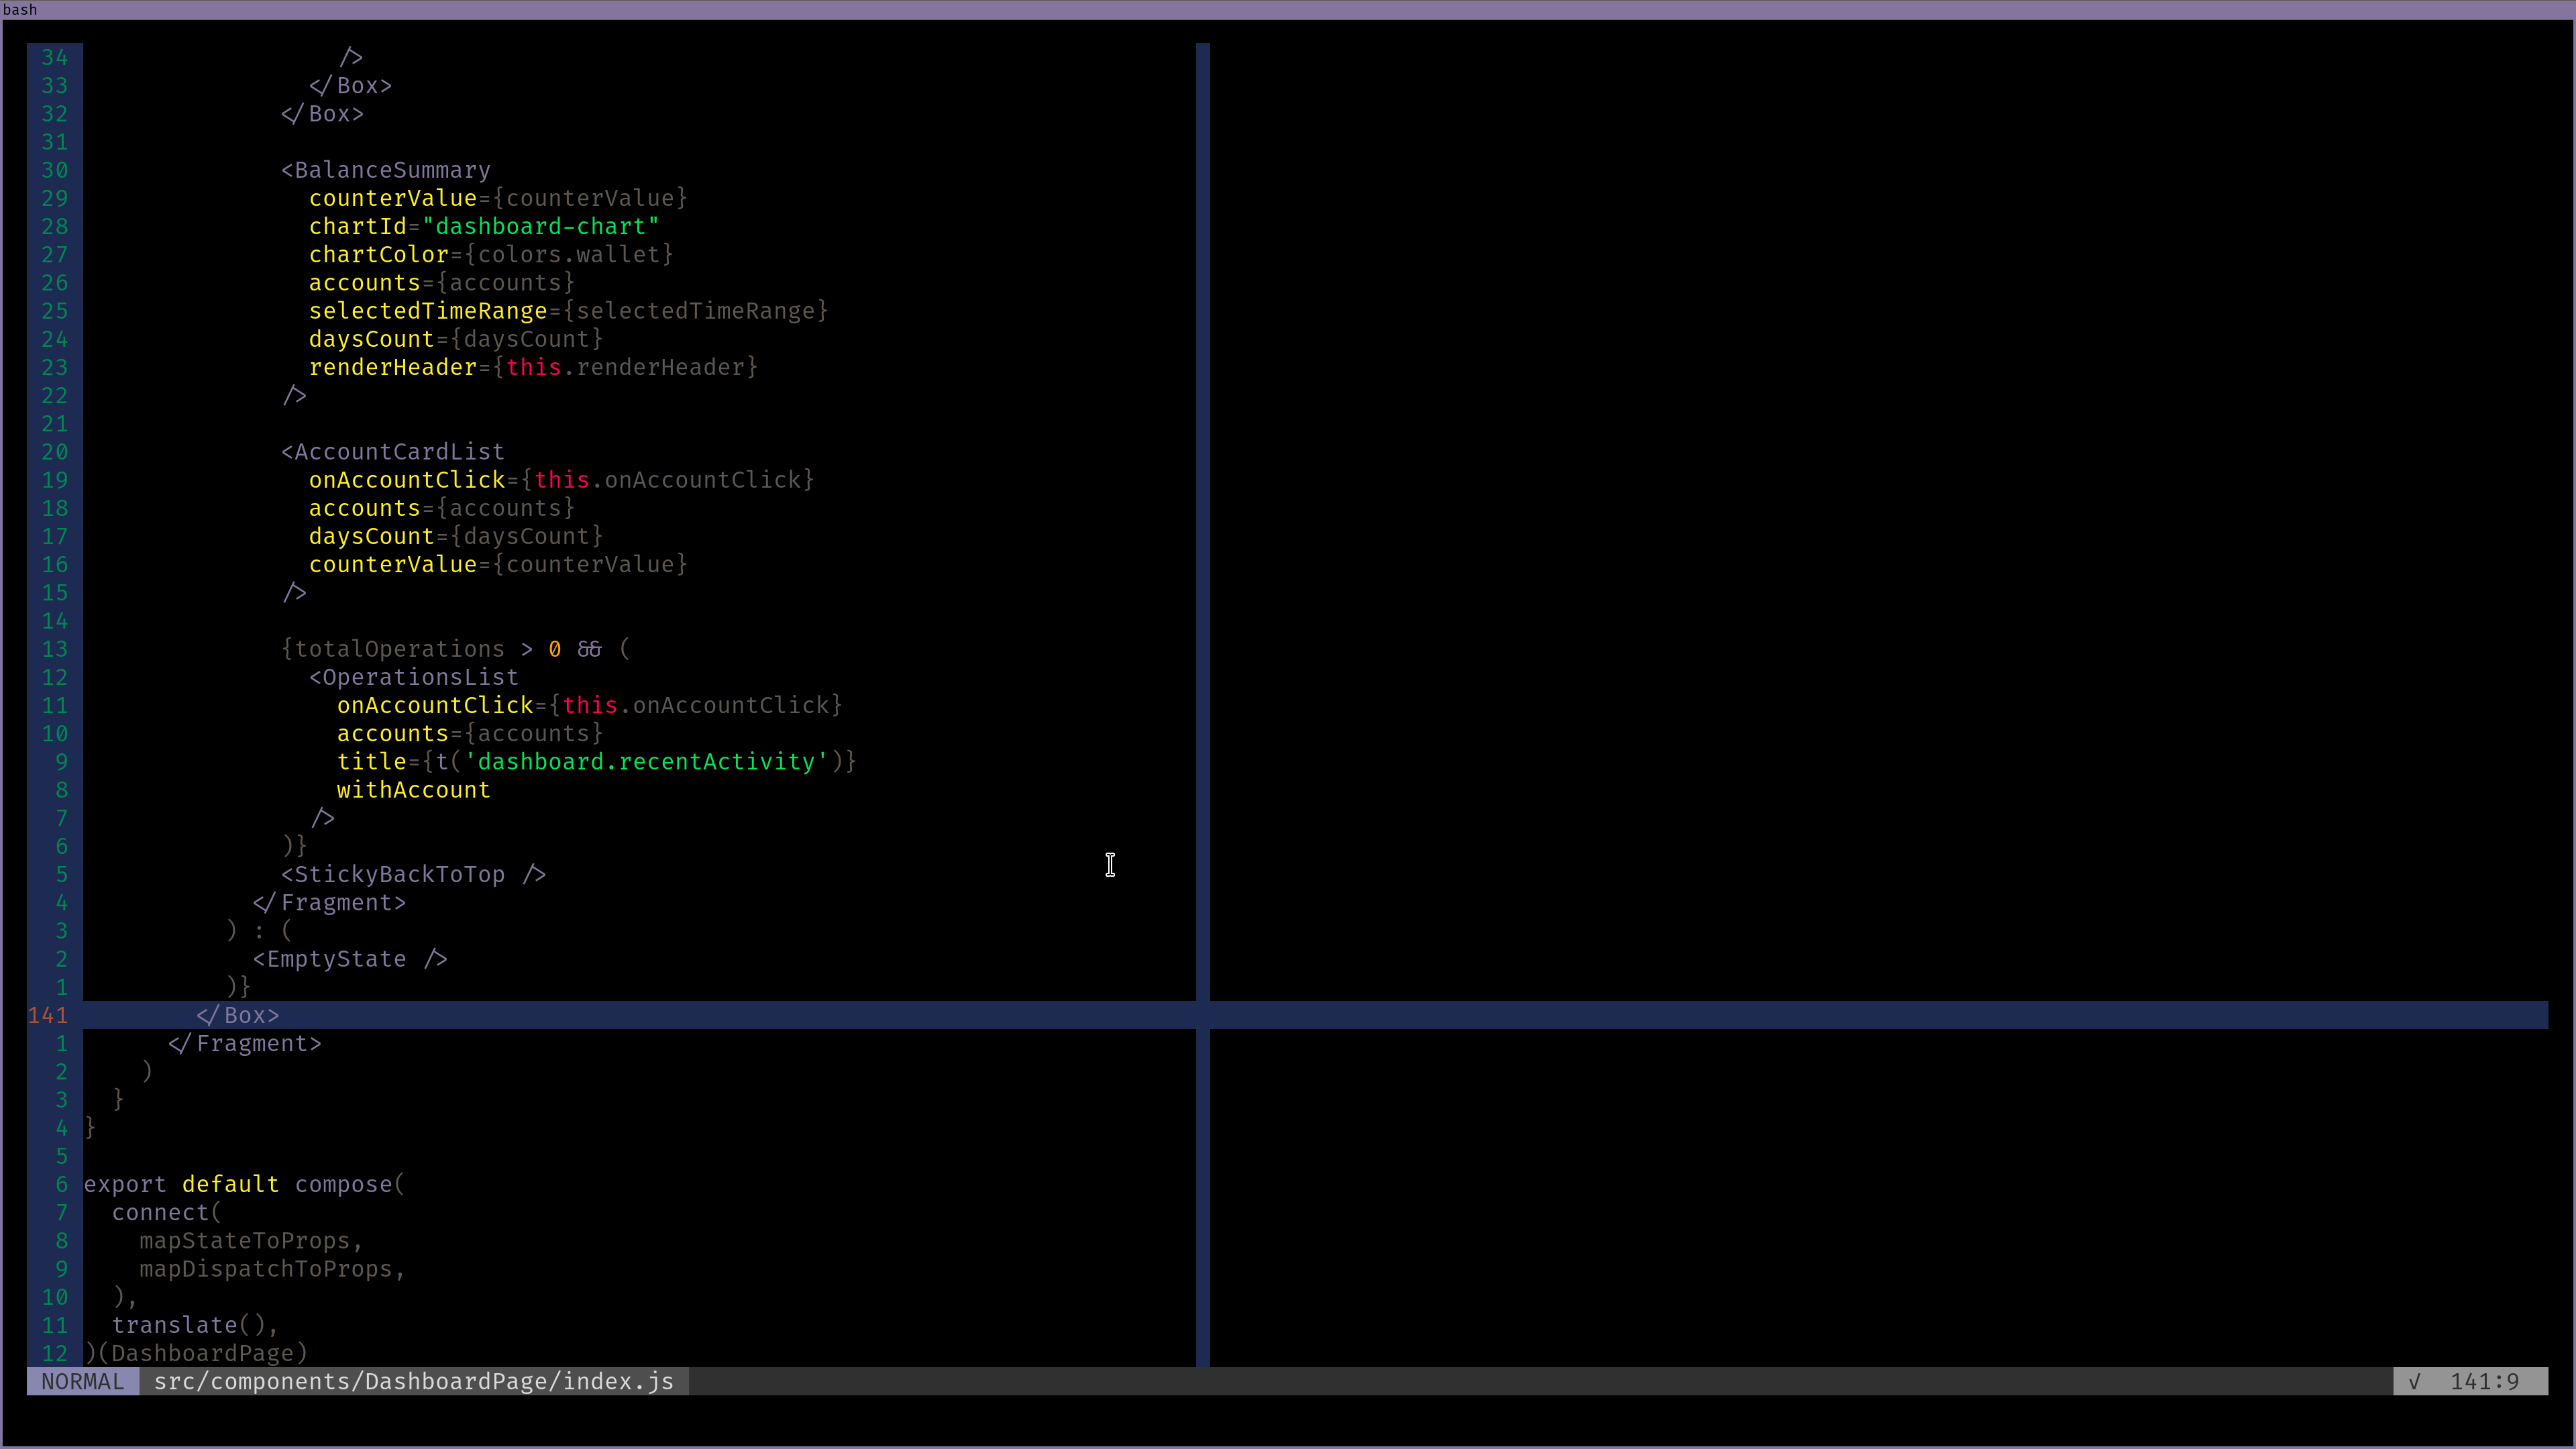 bash
34                   />
33                 </Box>
32               </Box>
31
30               <BalanceSummary
29                 counterValue={counterValue}
28                 chartId="dashboard-chart"
27                 chartColor={colors.wallet}
26                 accounts={accounts}
25                 selectedTimeRange={selectedTimeRange}
24                 daysCount={daysCount}
23                 renderHeader={this.renderHeader}
22               />
21
20               <AccountCardList
19                 onAccountClick={this.onAccountClick}
18                 accounts={accounts}
17                 daysCount={daysCount}
16                 counterValue={counterValue}
15               />
14
13               {totalOperations > 0 && (
12                 <OperationsList
11                   onAccountClick={this.onAccountClick}
10                   accounts={accounts}
9                   title={t('dashboard.recentActivity')}
8                   withAccount
7                 />
6               )}
5               <StickyBackToTop />
4             </Fragment>
3           ) : (
2             <EmptyState />
1           )}
141         </Box>
1       </Fragment>
2     )
3   }
4 }
5
6 export default compose(
7   connect(
8     mapStateToProps,
9     mapDispatchToProps,
10   ),
11   translate(),
12 )(DashboardPage)
NORMAL src/components/DashboardPage/index.js √ 141:9